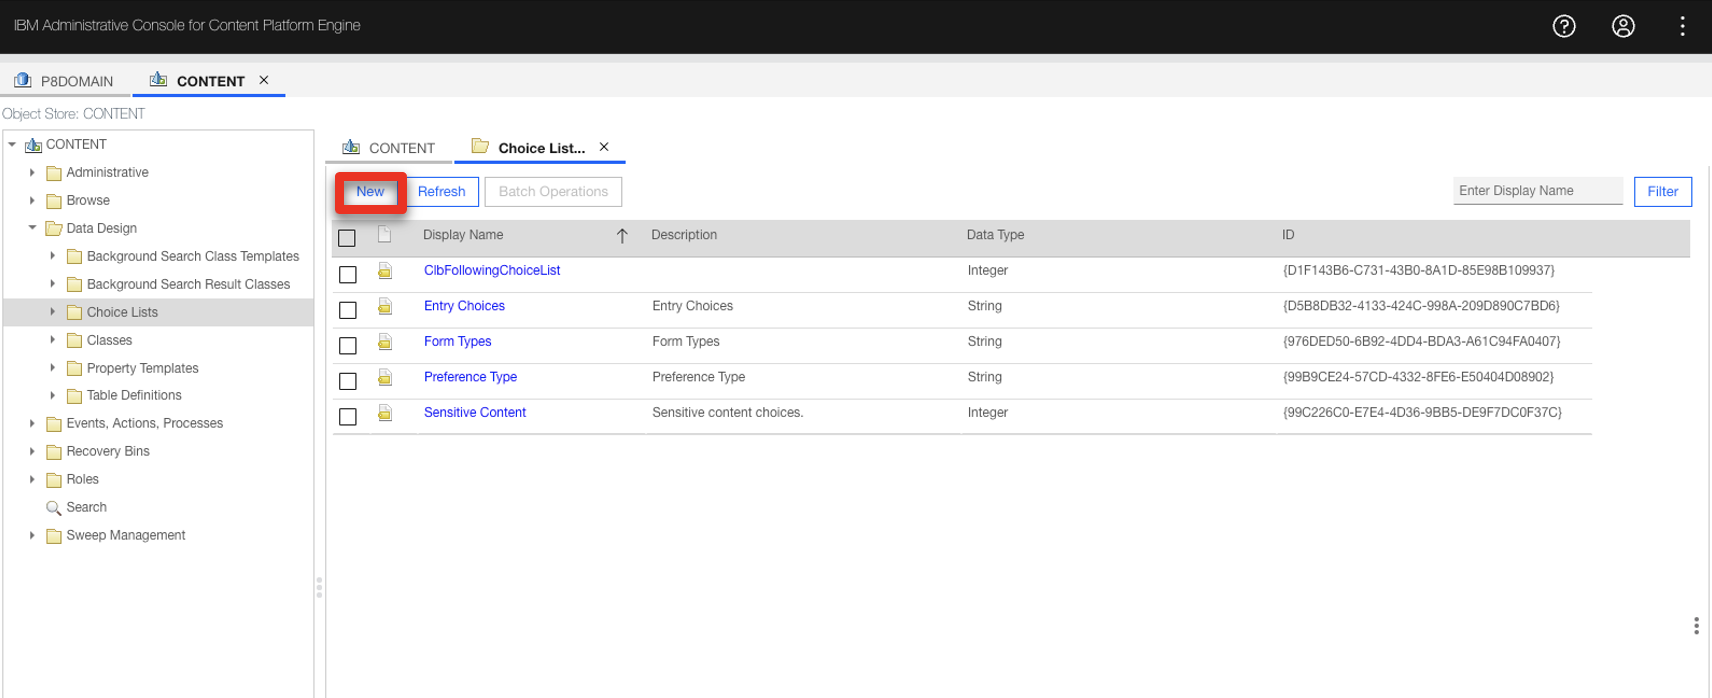 IBM Administrative Console for Content Platform Engine
P8DOMAIN
CONTENT
Object Store: CONTENT
CONTENT
Administrative
Browse
Data Design
Background Search Class Templates
Background Search Result Classes
Choice Lists
Classes
Property Templates
Table Definitions
Events, Actions, Processes
Recovery Bins
Roles
Search
Sweep Management
CONTENT
Choice List...
New Refresh Batch Operations Enter Display Name Filter
Display Name Description Data Type ID
ClbFollowingChoiceList Integer {D1F143B6-C731-43B0-8A1D-85E98B109937}
Entry Choices Entry Choices String {D5B8DB32-4133-424C-998A-209D890C7BD6}
Form Types Form Types String {976DED50-6B92-4DD4-BDA3-A61C94FA0407}
Preference Type Preference Type String {99B9CE24-57CD-4332-8FE6-E50404D08902}
Sensitive Content Sensitive content choices. Integer {99C226C0-E7E4-4D36-9BB5-DE9F7DC0F37C}